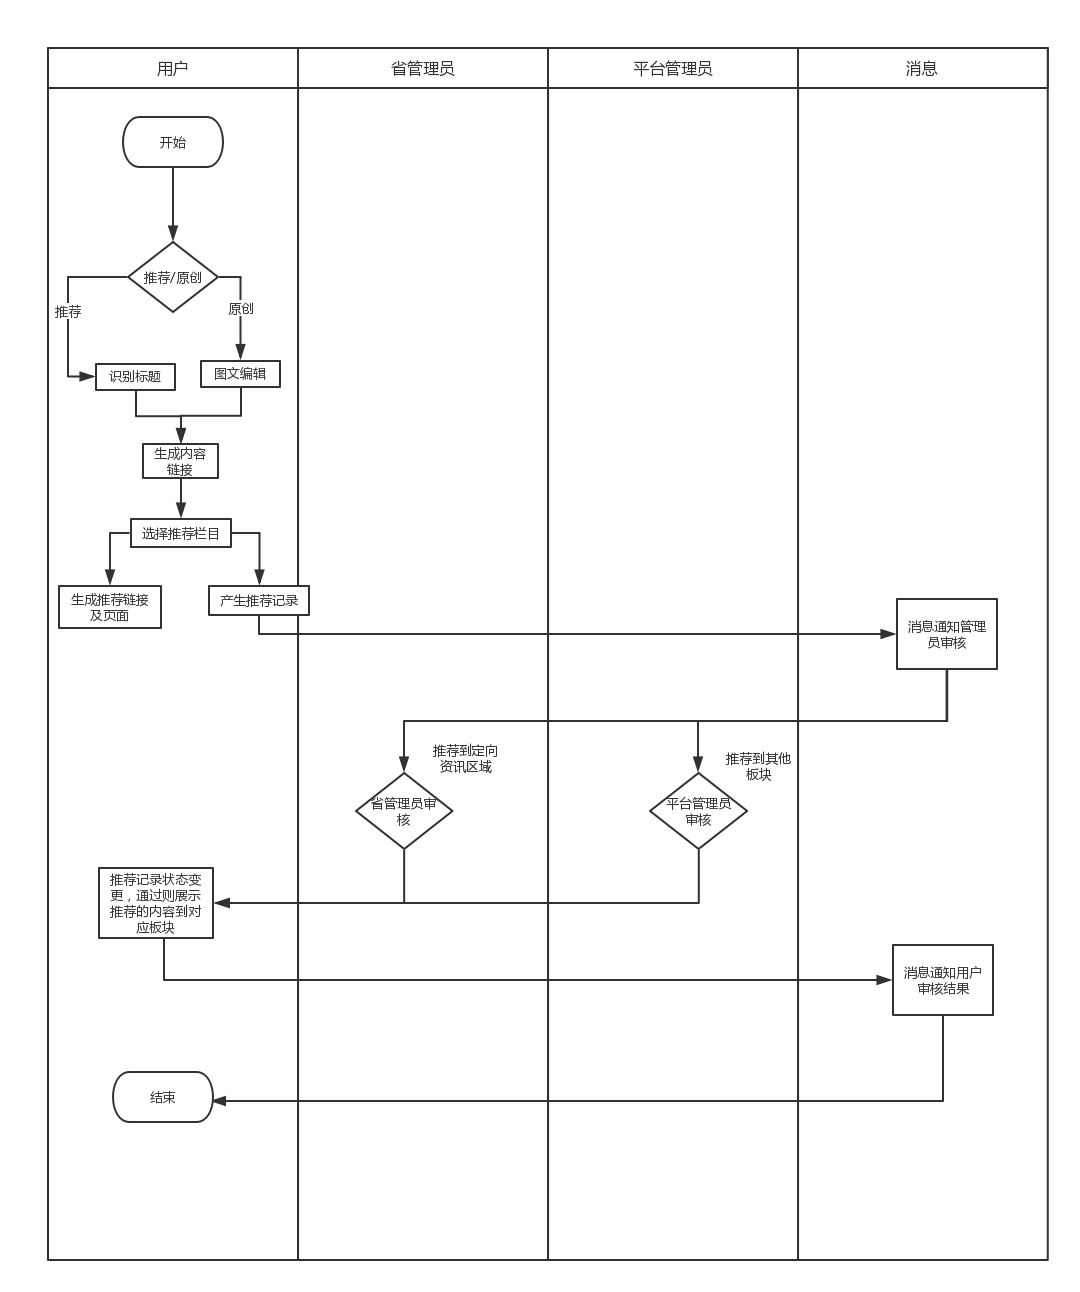 用户
省管理员
平台管理员
消息
开始
推荐/原创
推荐
原创
识别标题
图文编辑
生成内容
链接
选择推荐栏目
生成推荐链接
及页面
产生推荐记录
消息通知管理
员审核
推荐到定向
资讯区域
推荐到其他
板块
省管理员审
核
平台管理员
审核
推荐记录状态变
更，通过则展示
推荐的内容到对
应板块
消息通知用户
审核结果
结束